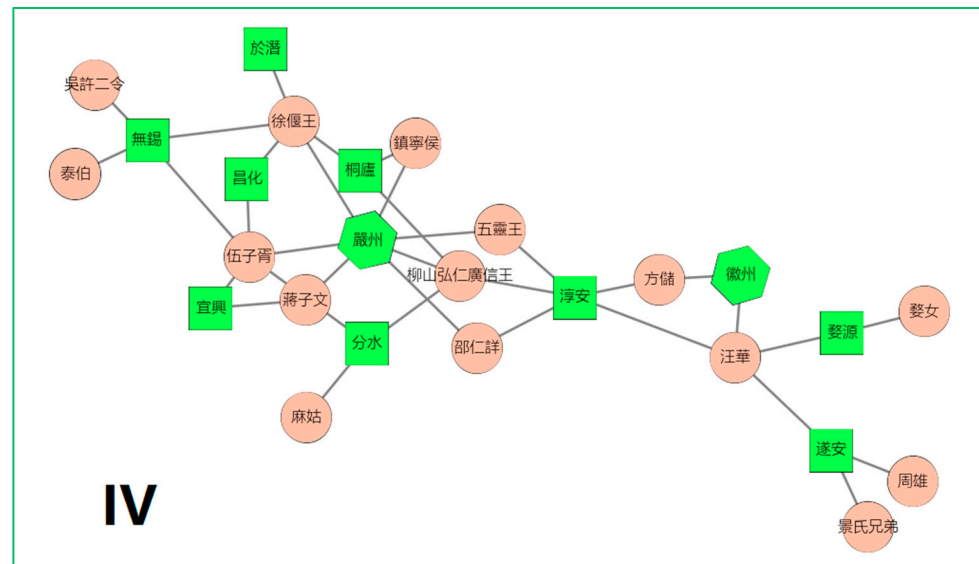 於潛
吳許二令
徐偃王
無錫
鎮寧侯
泰伯
昌化
桐廬
五靈王
嚴州
伍子胥
柳山弘仁廣信王
方儲
徽州
宜興
蔣子文
淳安
婺女
分水
邵仁詳
汪華
婺源
麻姑
遂安
周雄
IV
景氏兄弟